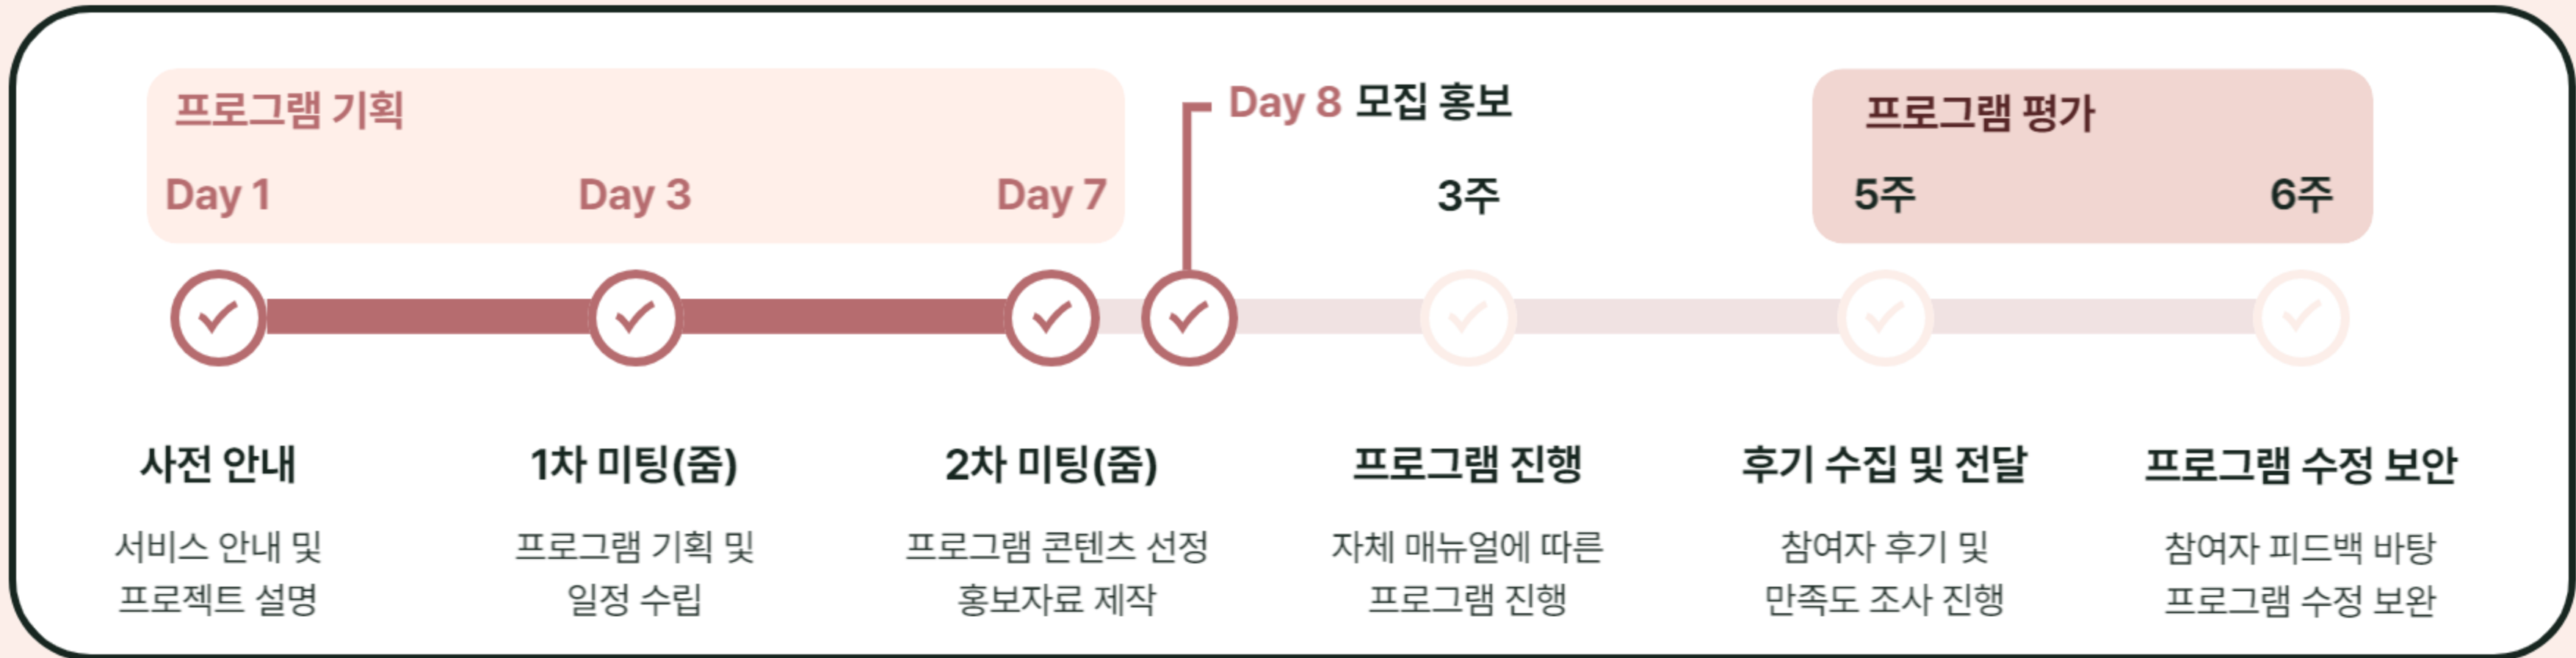 프로그램 기획
Day 8 모집 홍보
프로그램 평가
Day 1
Day 3
Day 7
3주
5주
6주
사전 안내
1차 미팅(줌)
2차 미팅(줌)
프로그램 진행
후기 수집 및 전달
프로그램 수정 보안
서비스 안내 및
프로젝트 설명
프로그램 기획 및
일정 수립
프로그램 콘텐츠 선정
홍보자료 제작
자체 매뉴얼에 따른
프로그램 진행
참여자 후기 및
만족도 조사 진행
참여자 피드백 바탕
프로그램 수정 보완